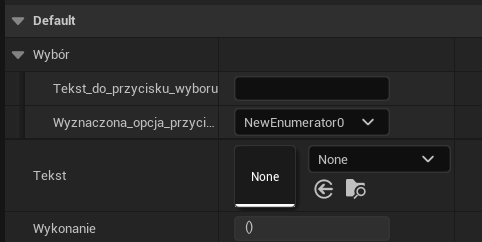 Default
Wybór
Tekst_do_przycisku_wyboru
Wyznaczona_opcja_przyci... NewEnumerator0
None
Tekst None
Wykonanie ()